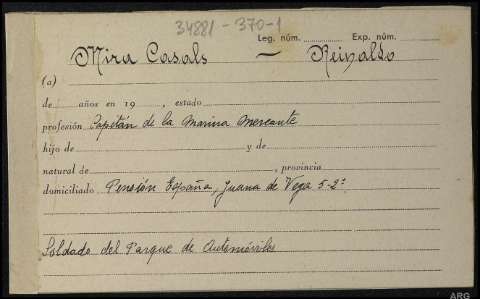 34881-370-1
Leg. núm. Exp. núm.
Mira Casals — Reinaldo
(a)
de años en 19 , estado
profesión Capitán de la Marina Mercante
hijo de y de
natural de , provincia
domiciliado Pensión España, Juana de Vega 5-2º
Soldado del Parque de Automóviles
ARG